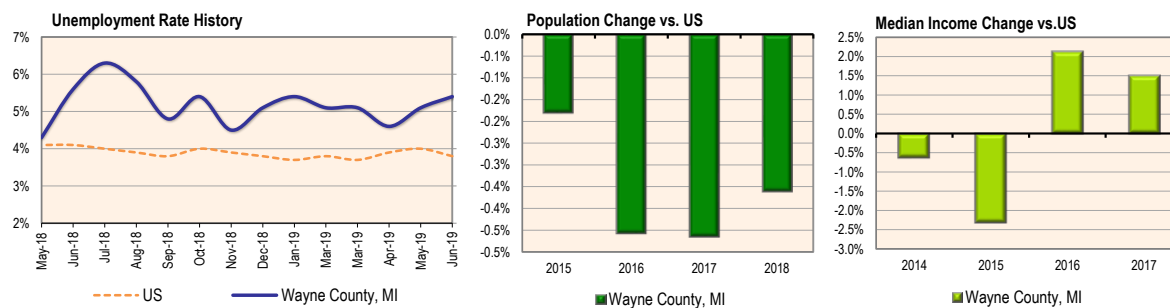 Unemployment Rate History
7%
6%
5%
4%
3%
2%
May-18
Jun-18
Jul-18
Aug-18
Sep-18
Oct-18
Nov-18
Dec-18
Jan-19
Mar-19
Mar-19
Apr-19
May-19
Jun-19
US
Wayne County, MI
Population Change vs. US
0.0%
-0.1%
-0.1%
-0.2%
-0.2%
-0.3%
-0.3%
-0.4%
-0.4%
-0.5%
-0.5%
2015
2016
2017
2018
Wayne County, MI
Median Income Change vs.US
2.5%
2.0%
1.5%
1.0%
0.5%
0.0%
-0.5%
-1.0%
-1.5%
-2.0%
-2.5%
-3.0%
2014
2015
2016
2017
Wayne County, MI